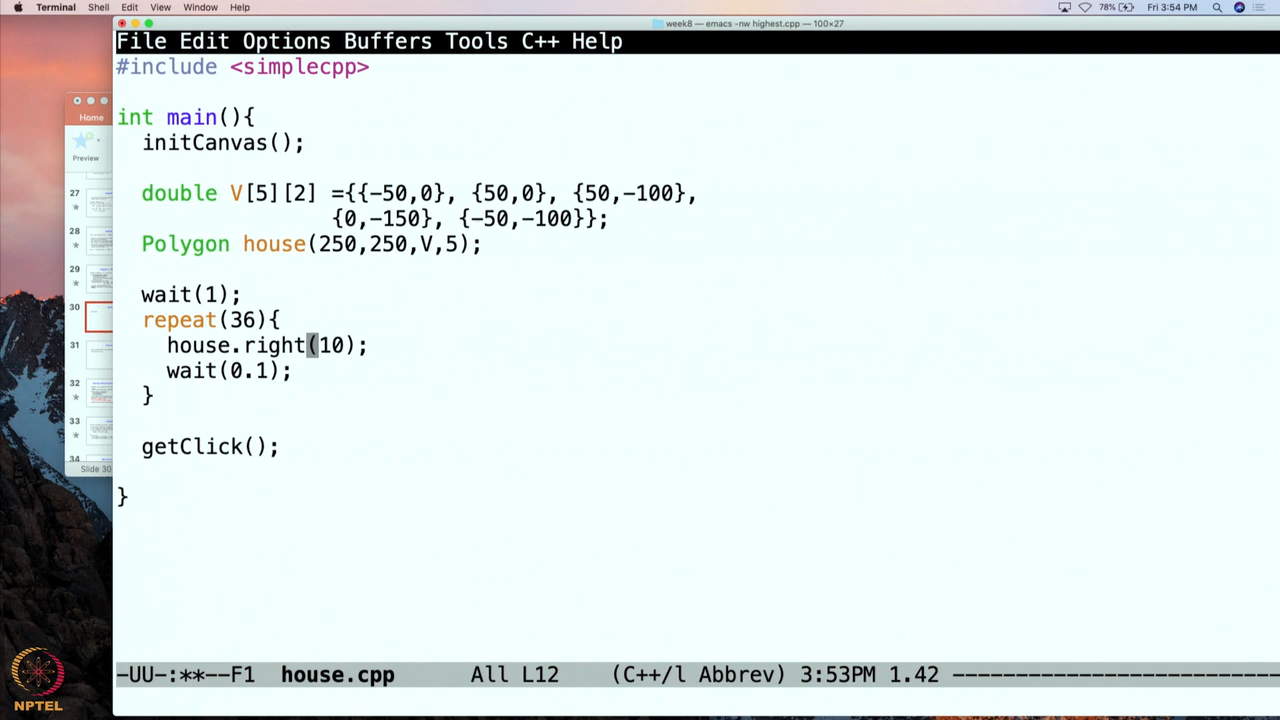 Terminal Shell Edit View Window Help 78% Fri 3:54 PM
week8 — emacs -nw highest.cpp — 100×27
File Edit Options Buffers Tools C++ Help
#include <simplecpp>
int main(){
initCanvas();
double V[5][2] ={{-50,0}, {50,0}, {50,-100},
{0,-150}, {-50,-100}};
Polygon house(250,250,V,5);
wait(1);
repeat(36){
house.right(10);
wait(0.1);
}
getClick();
}
-UU-:**--F1 house.cpp All L12 (C++/l Abbrev) 3:53PM 1.42 ----------------------------
Home
Preview
27
28
29
30
31
32
33
34
Slide 30
NPTEL